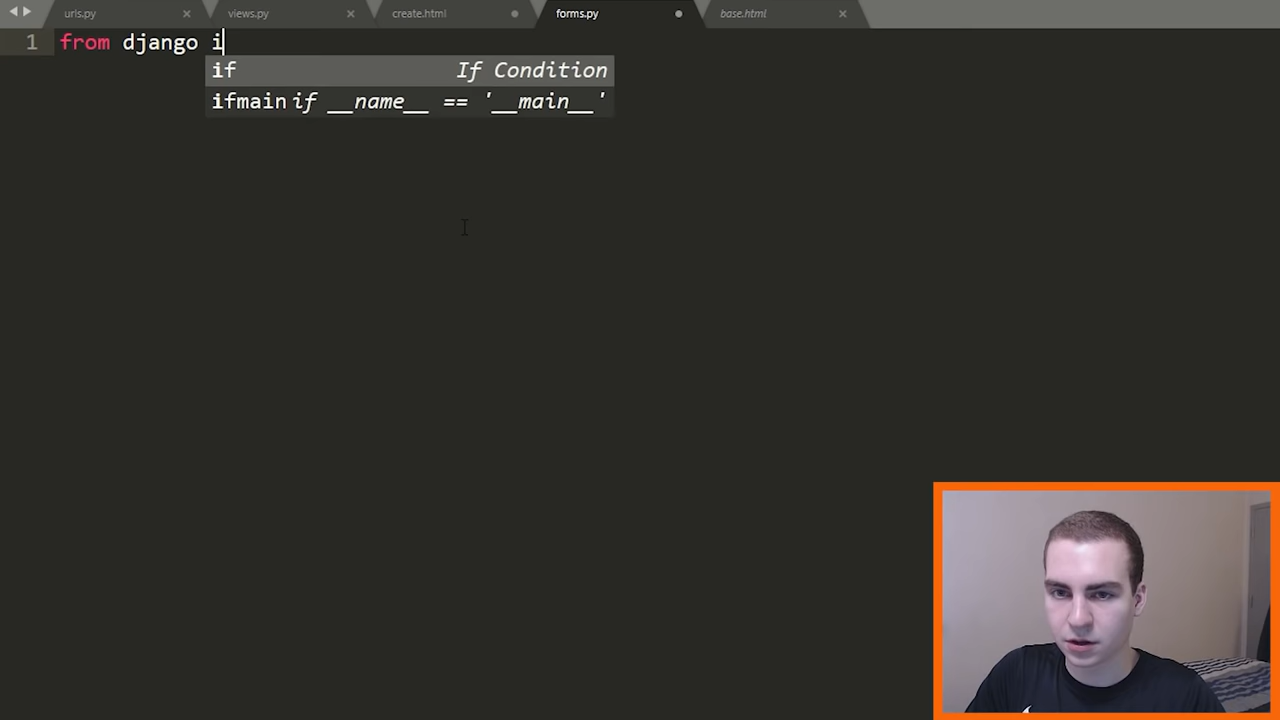 urls.py × views.py × create.html forms.py base.html ×
1 from django i
if If Condition
ifmain if __name__ == '__main__'